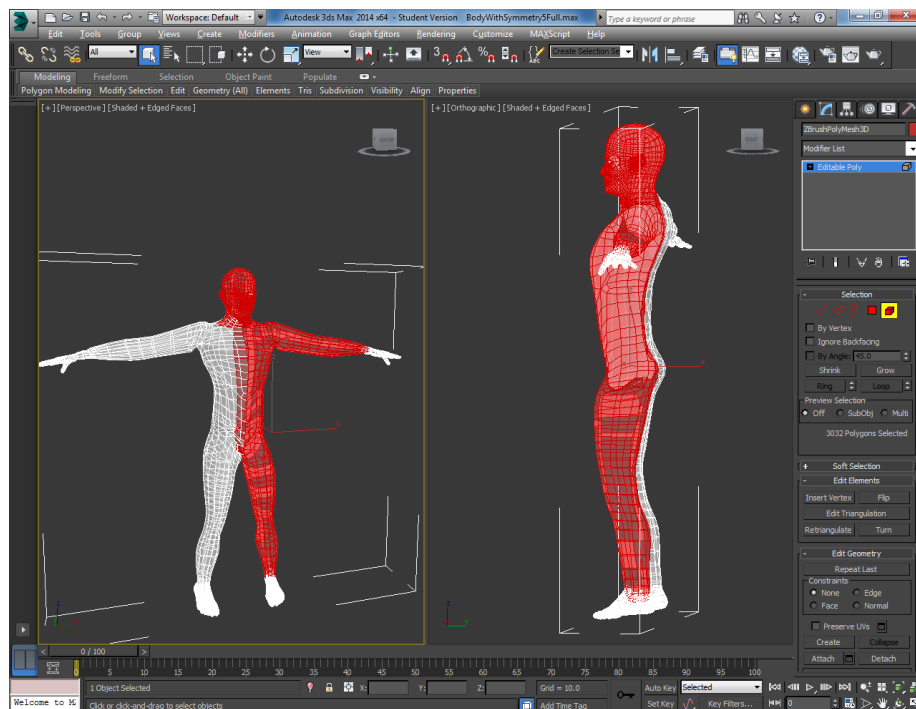 Workspace: Default
Autodesk 3ds Max 2014 x64 - Student Version BodyWithSymmetry5Full.max
Type a keyword or phrase
Edit Tools Group Views Create Modifiers Animation Graph Editors Rendering Customize MAXScript Help
All View Create Selection Se
Modeling Freeform Selection Object Paint Populate
Polygon Modeling Modify Selection Edit Geometry (All) Elements Tris Subdivision Visibility Align Properties
[+] [Perspective] [Shaded + Edged Faces]
[+] [Orthographic] [Shaded + Edged Faces]
ZBrushPolyMesh3D
Modifier List
Editable Poly
- Selection
By Vertex
Ignore Backfacing
By Angle: 45.0
Shrink Grow
Ring Loop
Preview Selection
Off SubObj Multi
3032 Polygons Selected
+ Soft Selection
- Edit Elements
Insert Vertex Flip
Edit Triangulation
Retriangulate Turn
- Edit Geometry
Repeat Last
Constraints
None Edge
Face Normal
Preserve UVs
Create Collapse
Attach Detach
< 0 / 100 >
0 5 10 15 20 25 30 35 40 45 50 55 60 65 70 75 80 85 90 95 100
1 Object Selected
X: Y: Z: Grid = 10.0
Auto Key Selected
Welcome to M
Click or click-and-drag to select objects
Add Time Tag
Set Key Key Filters... 0